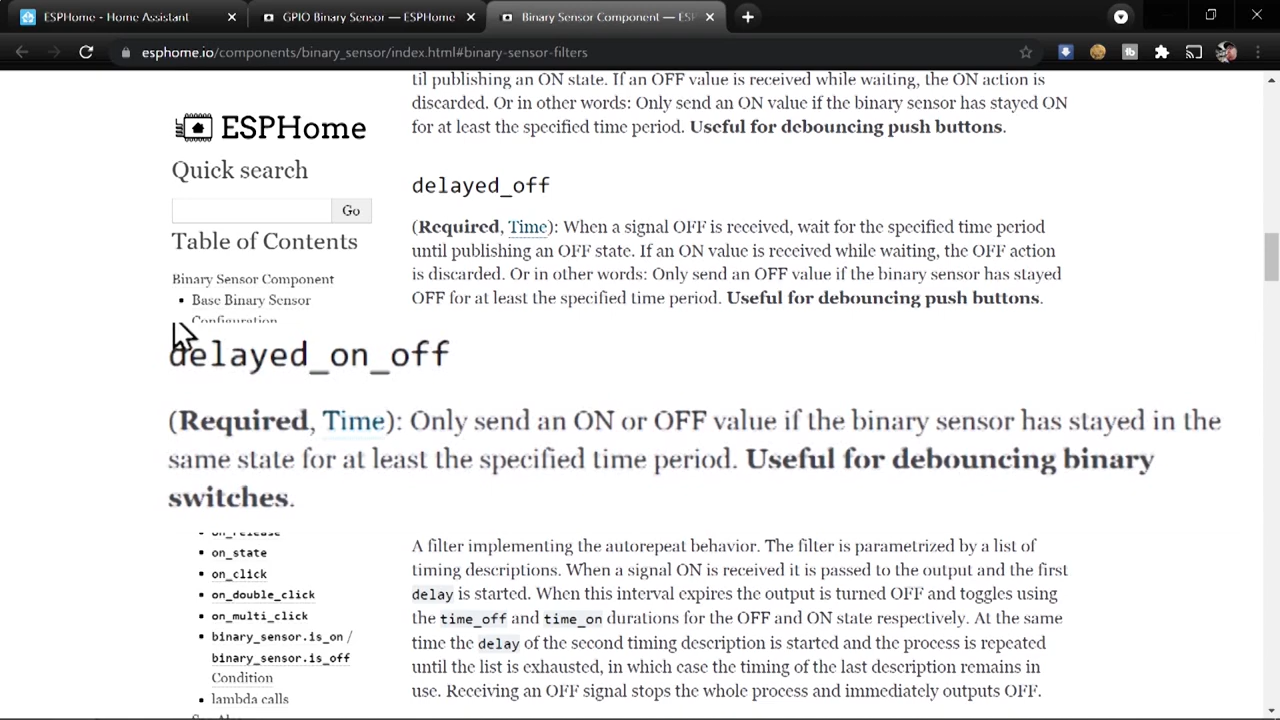 ESPHome - Home Assistant
GPIO Binary Sensor — ESPHome
Binary Sensor Component — ESP
esphome.io/components/binary_sensor/index.html#binary-sensor-filters
ESPHome
Quick search
Go
Table of Contents
Binary Sensor Component
Base Binary Sensor
Configuration
til publishing an ON state. If an OFF value is received while waiting, the ON action is
discarded. Or in other words: Only send an ON value if the binary sensor has stayed ON
for at least the specified time period. Useful for debouncing push buttons.
delayed_off
(Required, Time): When a signal OFF is received, wait for the specified time period
until publishing an OFF state. If an ON value is received while waiting, the OFF action
is discarded. Or in other words: Only send an OFF value if the binary sensor has stayed
OFF for at least the specified time period. Useful for debouncing push buttons.
delayed_on_off
(Required, Time): Only send an ON or OFF value if the binary sensor has stayed in the
same state for at least the specified time period. Useful for debouncing binary
switches.
on_release
on_state
on_click
on_double_click
on_multi_click
binary_sensor.is_on /
binary_sensor.is_off
Condition
lambda calls
A filter implementing the autorepeat behavior. The filter is parametrized by a list of
timing descriptions. When a signal ON is received it is passed to the output and the first
delay is started. When this interval expires the output is turned OFF and toggles using
the time_off and time_on durations for the OFF and ON state respectively. At the same
time the delay of the second timing description is started and the process is repeated
until the list is exhausted, in which case the timing of the last description remains in
use. Receiving an OFF signal stops the whole process and immediately outputs OFF.